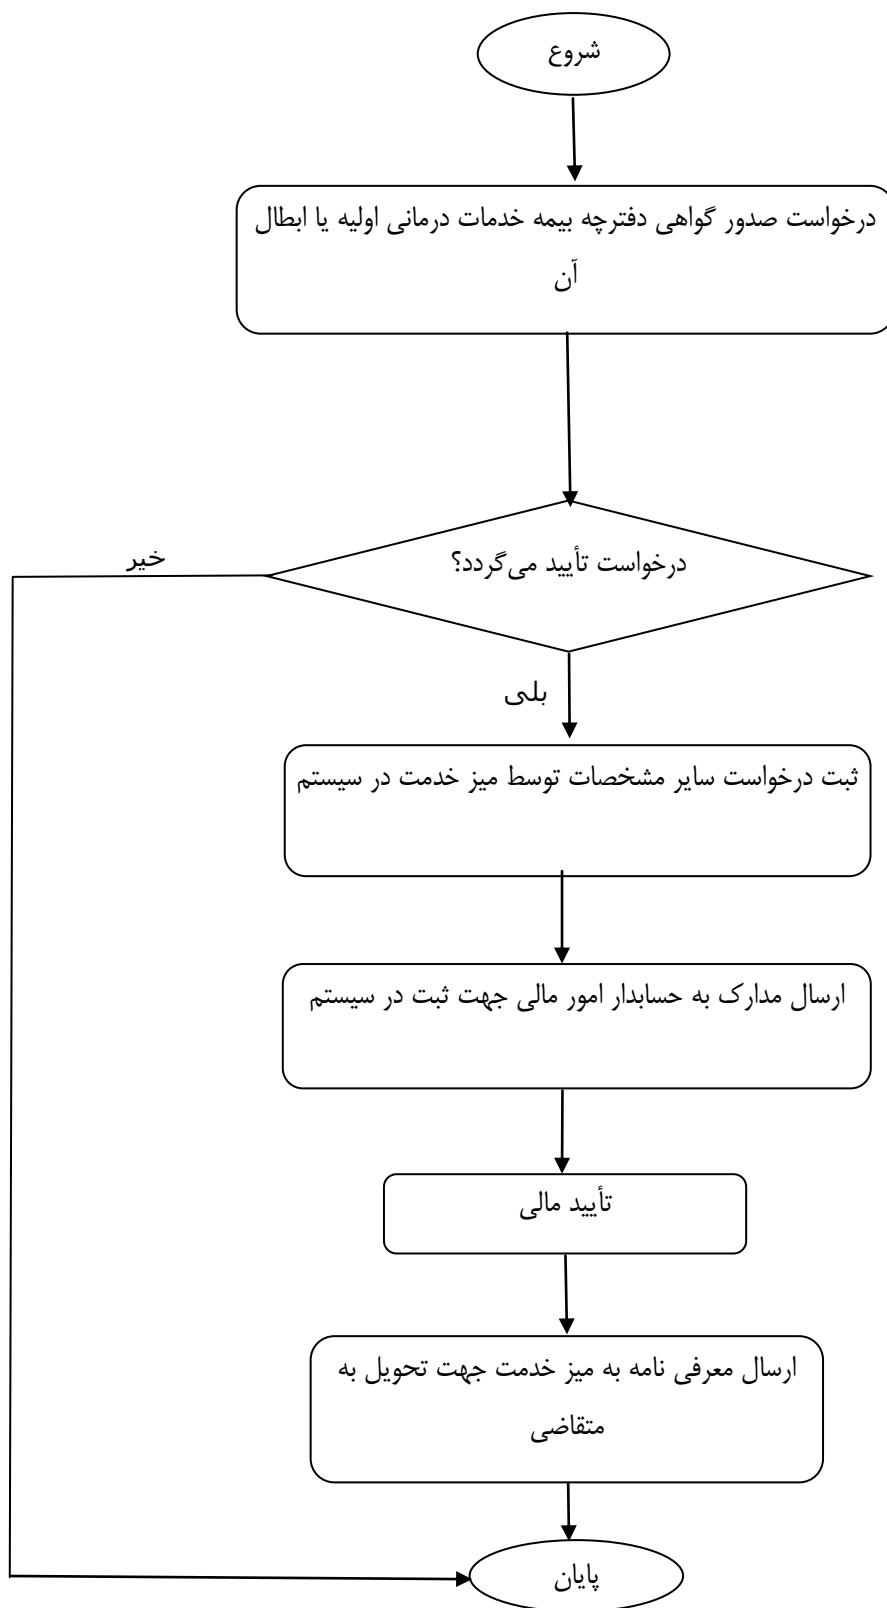 شروع
درخواست صدور گواهی دفترچه بیمه خدمات درمانی اولیه یا ابطال
آن
درخواست تأیید می‌گردد؟
خیر
بلی
ثبت درخواست سایر مشخصات توسط میز خدمت در سیستم
ارسال مدارک به حسابدار امور مالی جهت ثبت در سیستم
تأیید مالی
ارسال معرفی نامه به میز خدمت جهت تحویل به
متقاضی
پایان